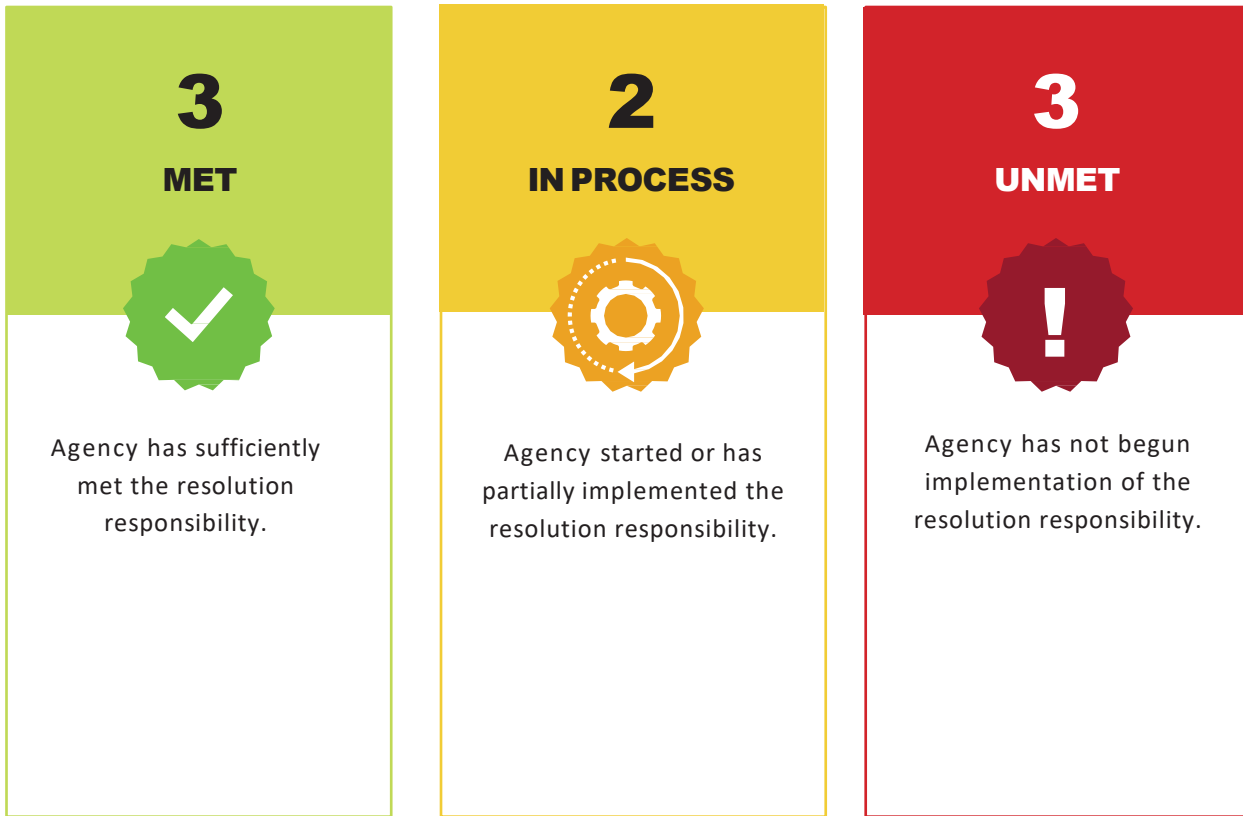 3
MET
Agency has sufficiently
met the resolution
responsibility.
2
IN PROCESS
Agency started or has
partially implemented the
resolution responsibility.
3
UNMET
!
Agency has not begun
implementation of the
resolution responsibility.